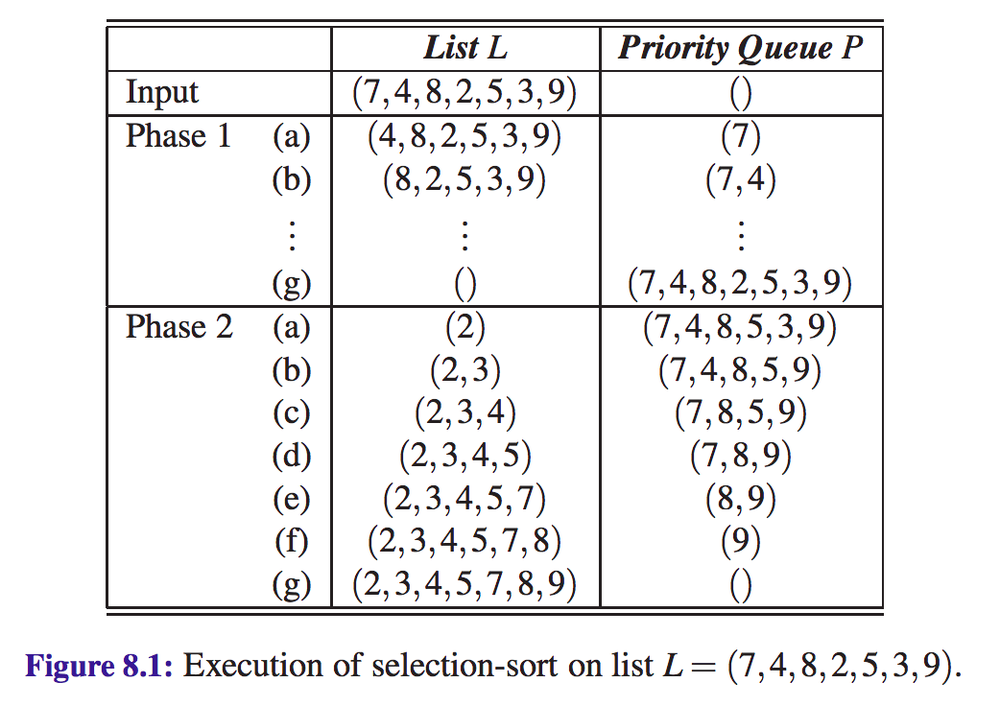 List L Priority Queue P
Input (7,4,8,2,5,3,9) ()
Phase 1 (a) (4,8,2,5,3,9) (7)
(b) (8,2,5,3,9) (7,4)
⋮ ⋮ ⋮
(g) () (7,4,8,2,5,3,9)
Phase 2 (a) (2) (7,4,8,5,3,9)
(b) (2,3) (7,4,8,5,9)
(c) (2,3,4) (7,8,5,9)
(d) (2,3,4,5) (7,8,9)
(e) (2,3,4,5,7) (8,9)
(f) (2,3,4,5,7,8) (9)
(g) (2,3,4,5,7,8,9) ()
Figure 8.1: Execution of selection-sort on list L = (7,4,8,2,5,3,9).